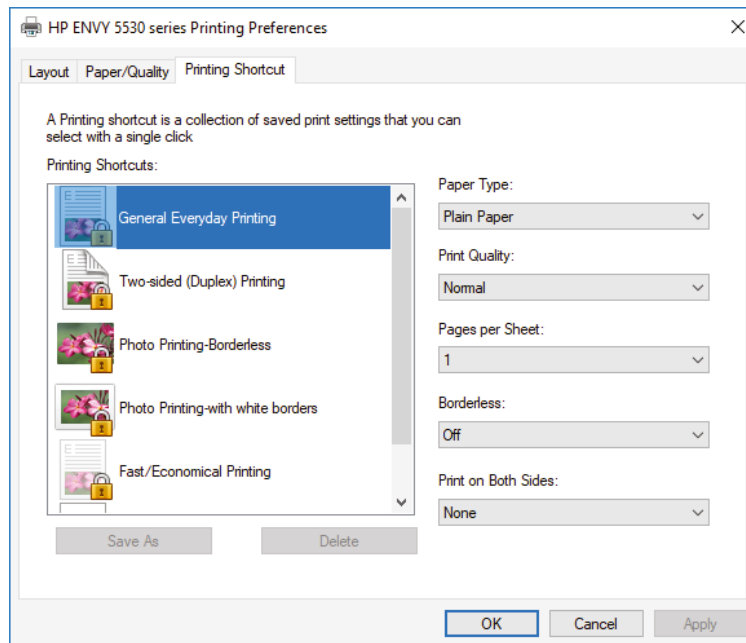 HP ENVY 5530 series Printing Preferences
Layout
Paper/Quality
Printing Shortcut
A Printing shortcut is a collection of saved print settings that you can
select with a single click
Printing Shortcuts:
General Everyday Printing
Two-sided (Duplex) Printing
Photo Printing-Borderless
Photo Printing-with white borders
Fast/Economical Printing
Save As
Delete
Paper Type:
Plain Paper
Print Quality:
Normal
Pages per Sheet:
1
Borderless:
Off
Print on Both Sides:
None
OK
Cancel
Apply